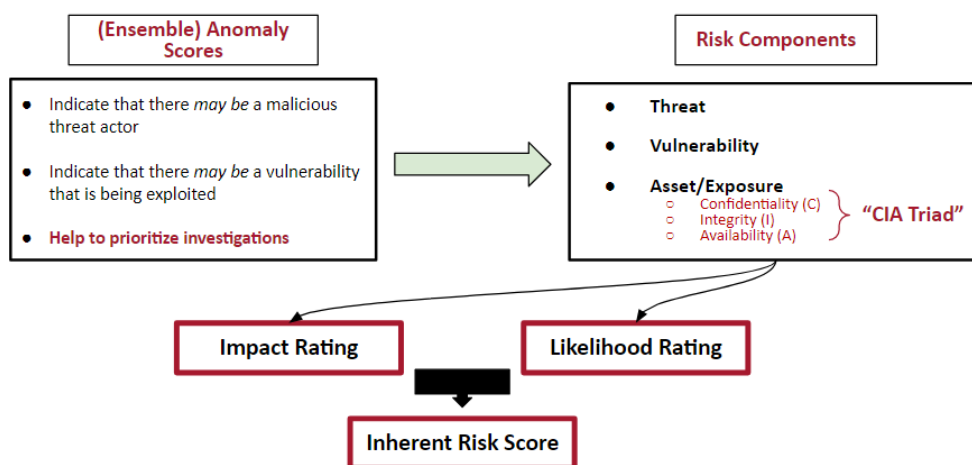 (Ensemble) Anomaly
Scores
● Indicate that there may be a malicious
threat actor
● Indicate that there may be a vulnerability
that is being exploited
● Help to prioritize investigations
Risk Components
● Threat
● Vulnerability
● Asset/Exposure
○ Confidentiality (C)
○ Integrity (I)
○ Availability (A)
“CIA Triad”
Impact Rating
Likelihood Rating
Inherent Risk Score